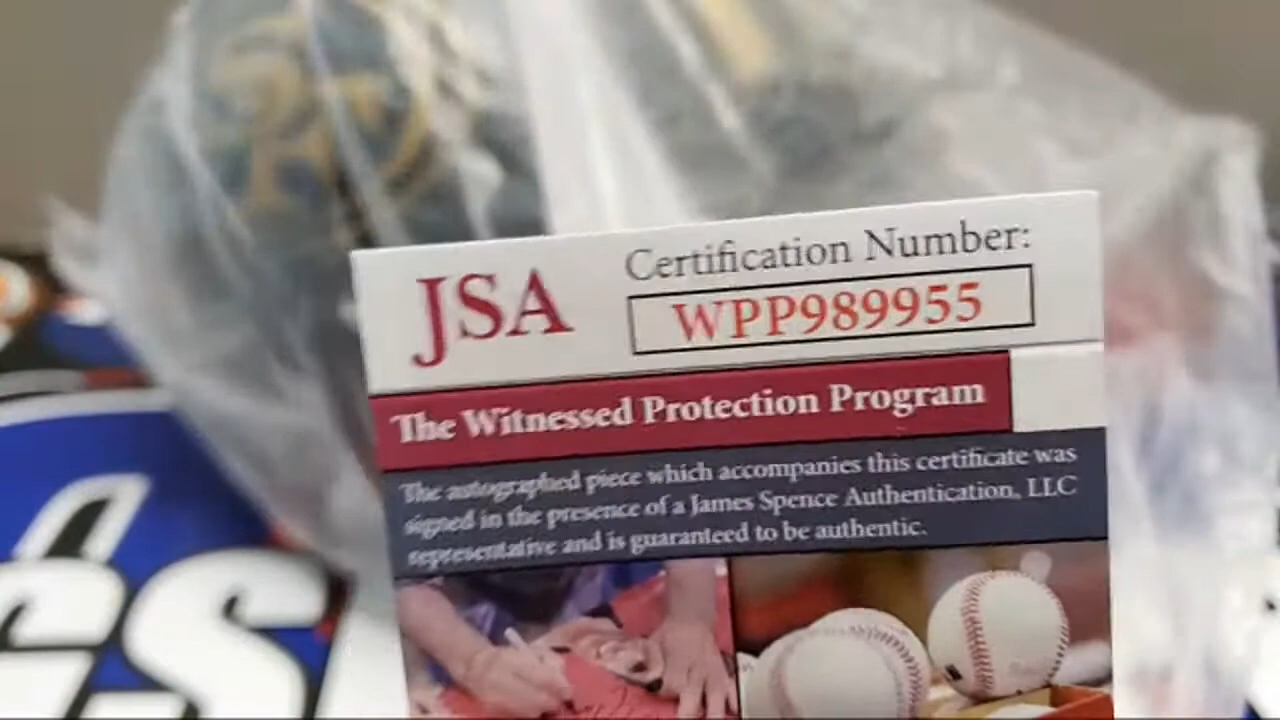 JSA
Certification Number:
WPP989955
The Witnessed Protection Program
The autographed piece which accompanies this certificate was
signed in the presence of a James Spence Authentication, LLC
representative and is guaranteed to be authentic.